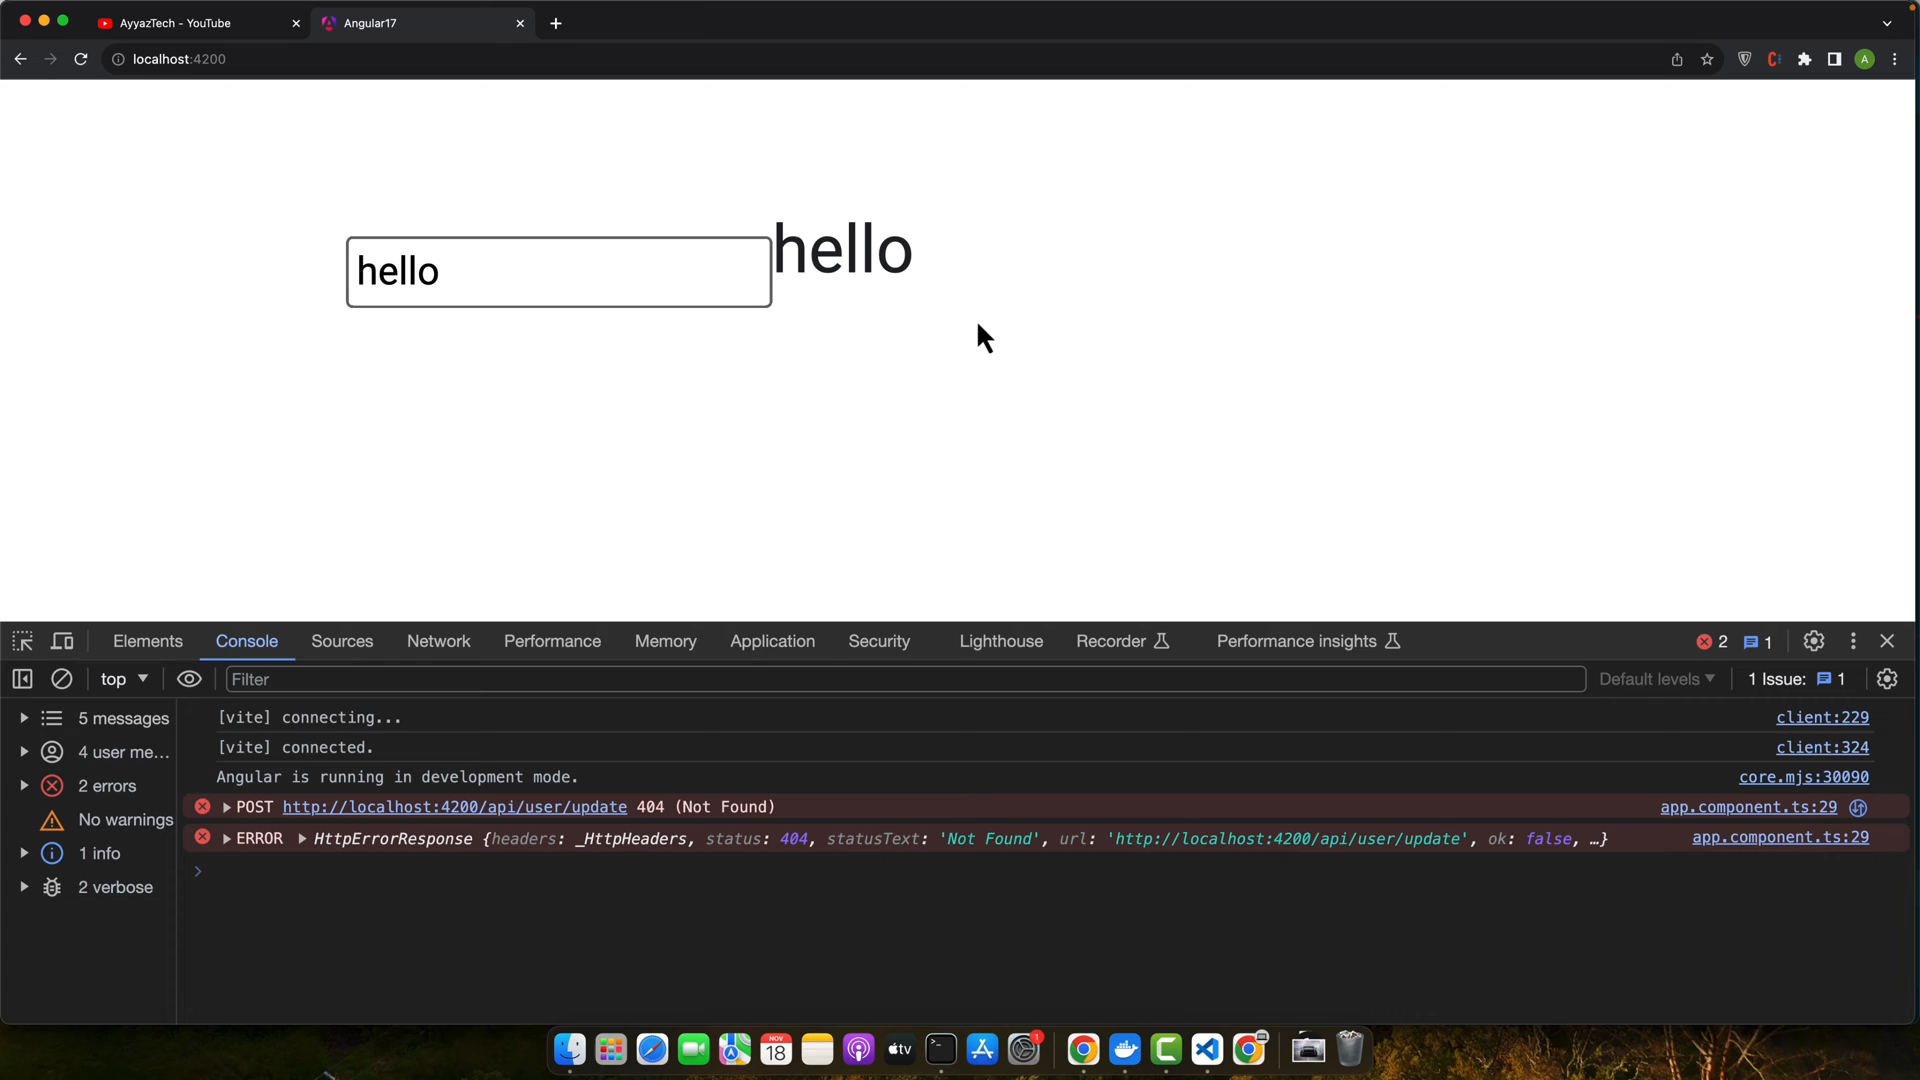 AyyazTech - YouTube
Angular17
localhost:4200
A
hello
hello
Elements
Console
Sources
Network
Performance
Memory
Application
Security
Lighthouse
Recorder
Performance insights
2
1
top
Filter
Default levels
1 Issue:
1
5 messages
4 user me...
2 errors
No warnings
1 info
2 verbose
[vite] connecting...
client:229
[vite] connected.
client:324
Angular is running in development mode.
core.mjs:30090
POST http://localhost:4200/api/user/update 404 (Not Found)
app.component.ts:29
ERROR HttpErrorResponse {headers: _HttpHeaders, status: 404, statusText: 'Not Found', url: 'http://localhost:4200/api/user/update', ok: false, …}
app.component.ts:29
NOV
18
tv
1